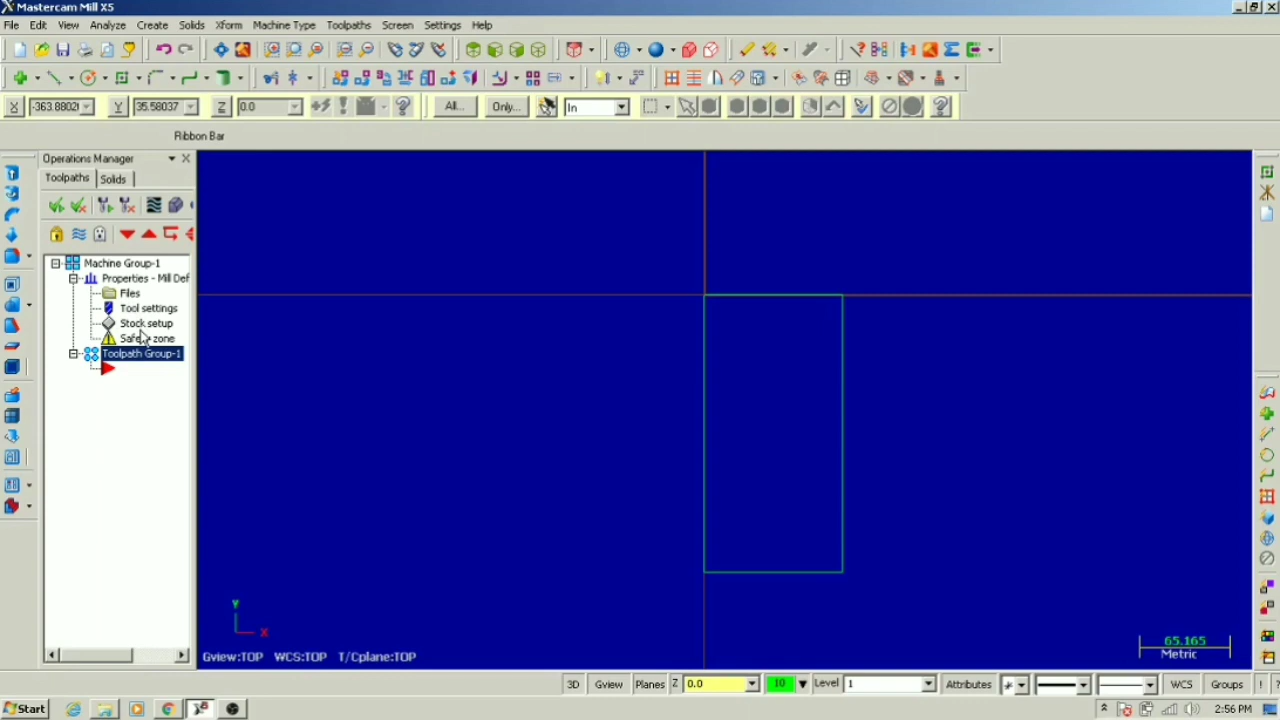 Mastercam Mill X5
File Edit View Analyze Create Solids Xform Machine Type Toolpaths Screen Settings Help
X -363.8802 Y 35.58037 Z 0.0 All... Only... In
Ribbon Bar
Operations Manager
Toolpaths Solids
Machine Group-1
Properties - Mill Def
Files
Tool settings
Stock setup
Safety zone
Toolpath Group-1
Y
X
Gview:TOP WCS:TOP T/Cplane:TOP
65.165
Metric
3D Gview Planes Z 0.0 10 Level 1 Attributes WCS Groups ! ?
Start 2:56 PM